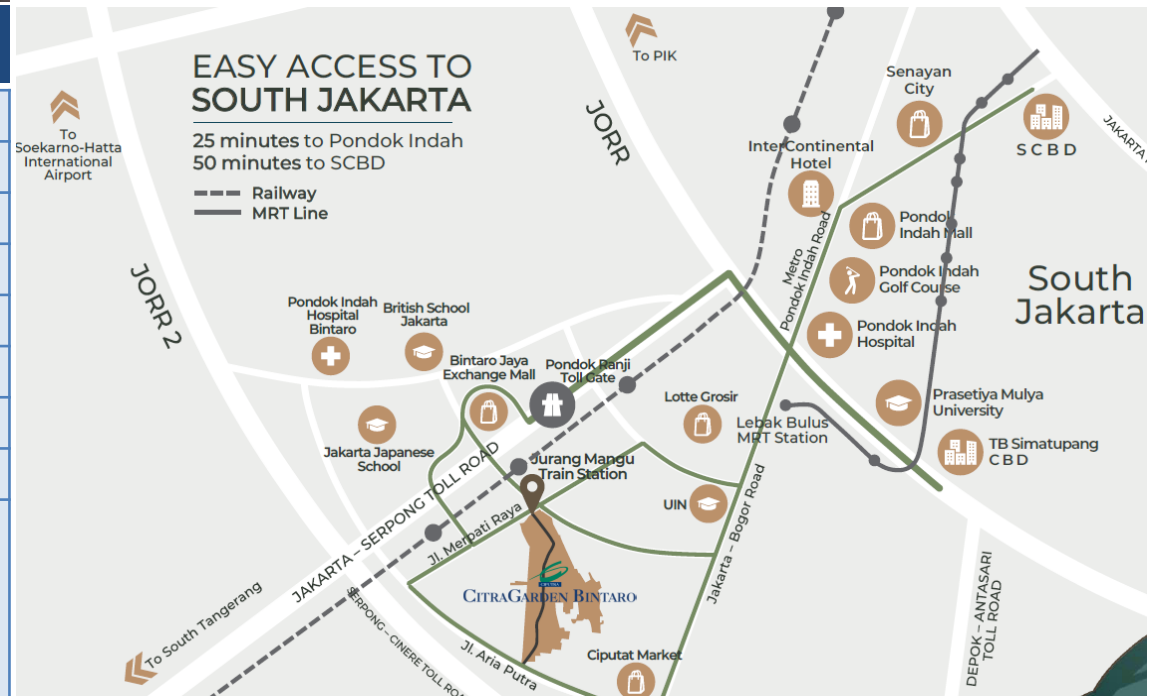 EASY ACCESS TO
SOUTH JAKARTA
25 minutes to Pondok Indah
50 minutes to SCBD
Railway
MRT Line
To
Soekarno-Hatta
International
Airport
To PIK
JORR
JORR 2
Senayan
City
SCBD
JAKARTA
InterContinental
Hotel
Pondok
Indah Mall
Metro
Pondok Indah Road
Pondok Indah
Golf Course
South
Jakarta
Pondok Indah
Hospital
Pondok Indah
Hospital
Bintaro
British School
Jakarta
Bintaro Jaya
Exchange Mall
Pondok Ranji
Toll Gate
Lotte Grosir
Lebak Bulus
MRT Station
Prasetiya Mulya
University
TB Simatupang
CBD
Jakarta Japanese
School
Jurang Mangu
Train Station
UIN
JAKARTA – SERPONG TOLL ROAD
Jl. Merpati Raya
Jakarta – Bogor Road
CIPUTRA
CITRAGARDEN BINTARO
To South Tangerang
SERPONG – CINERE TOLL ROA
Jl. Aria Putra
Ciputat Market
DEPOK – ANTASARI
TOLL ROAD